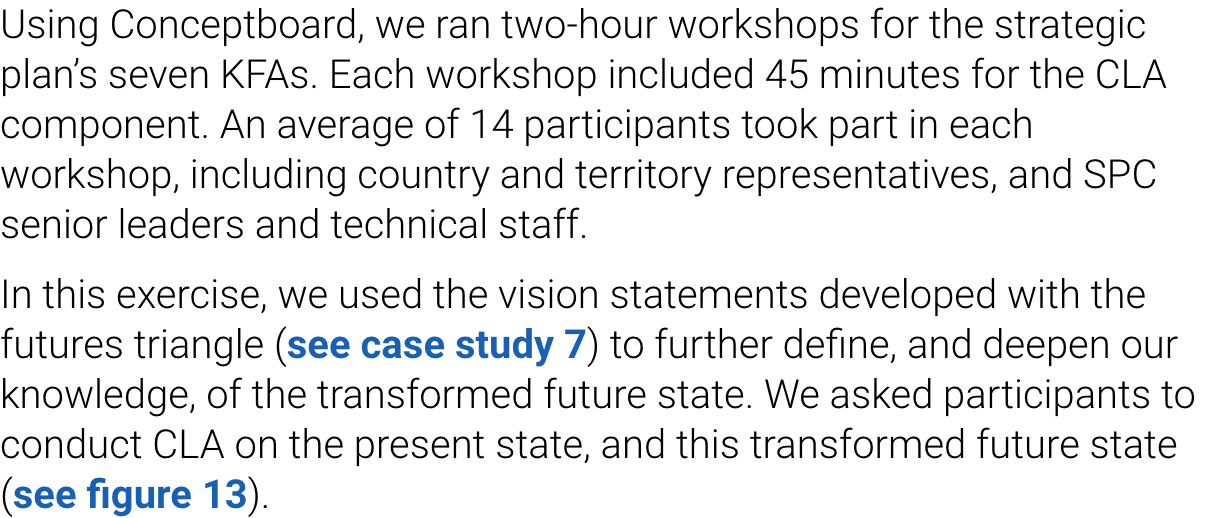 Using Conceptboard, we ran two-hour workshops for the strategic
plan’s seven KFAs. Each workshop included 45 minutes for the CLA
component. An average of 14 participants took part in each
workshop, including country and territory representatives, and SPC
senior leaders and technical staff.
In this exercise, we used the vision statements developed with the
futures triangle (see case study 7) to further define, and deepen our
knowledge, of the transformed future state. We asked participants to
conduct CLA on the present state, and this transformed future state
(see figure 13).